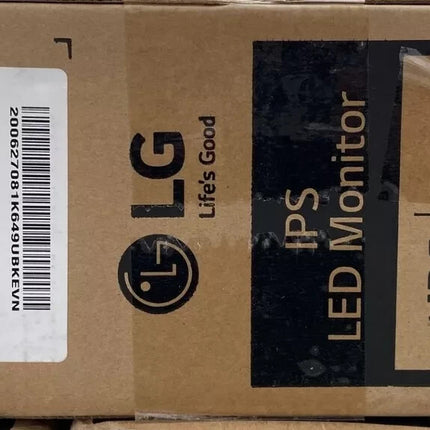 LG
Life's Good
IPS
LED Monitor
200627081K649UBKEVN